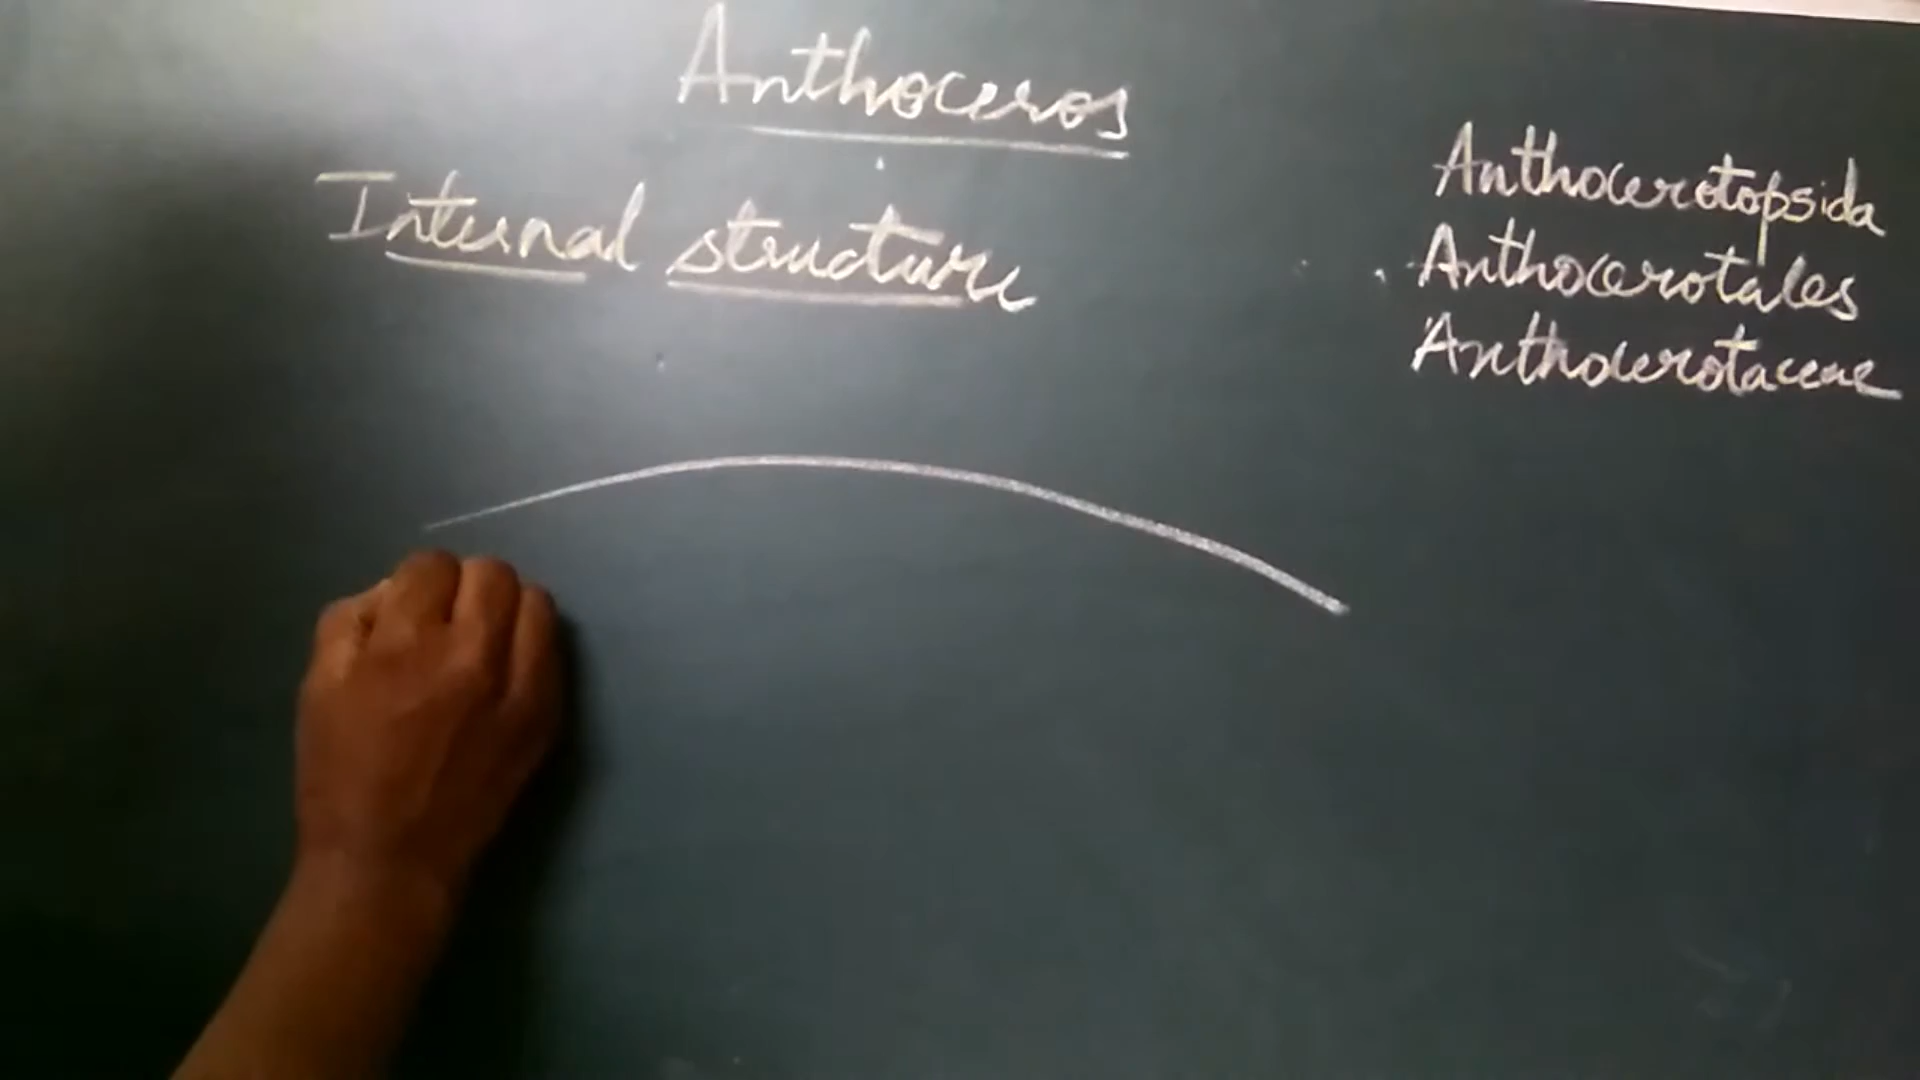 Anthoceros
Internal structure
Anthocerotopsida
Anthocerotales
Anthocerotaceae